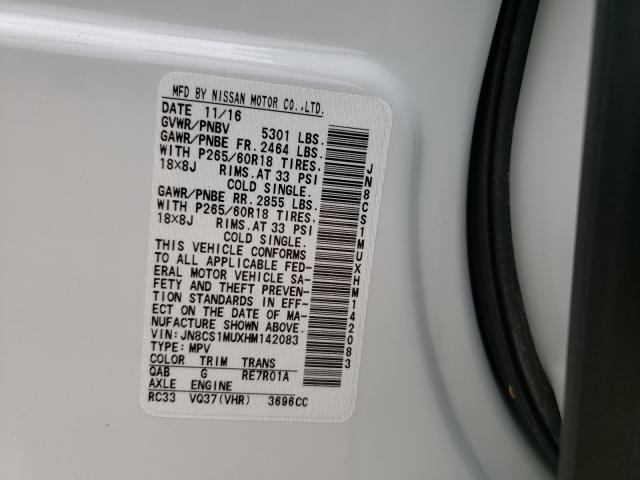 MFD BY NISSAN MOTOR CO.,LTD.
DATE 11/16
GVWR/PNBV 5301 LBS.
GAWR/PNBE FR. 2464 LBS.
WITH P265/60R18 TIRES.
18X8J RIMS.AT 33 PSI
COLD SINGLE.
GAWR/PNBE RR. 2855 LBS.
WITH P265/60R18 TIRES.
18X8J RIMS.AT 33 PSI
COLD SINGLE.
THIS VEHICLE CONFORMS
TO ALL APPLICABLE FED-
ERAL MOTOR VEHICLE SA-
FETY AND THEFT PREVEN-
TION STANDARDS IN EFF-
ECT ON THE DATE OF MA-
NUFACTURE SHOWN ABOVE.
VIN:JN8CS1MUXHM142083
TYPE:MPV
COLOR TRIM TRANS
QAB G RE7R01A
AXLE ENGINE
RC33 VQ37(VHR) 3696CC
JN8CS1MUXHM142083